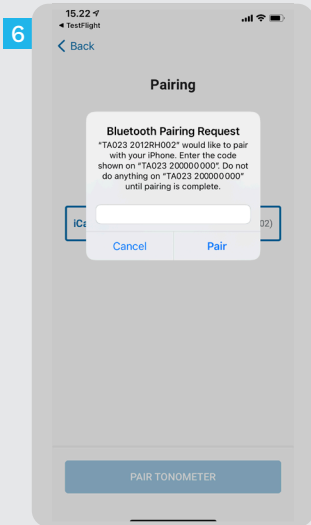 6
15.22
◀ TestFlight
Back
Pairing
Bluetooth Pairing Request
"TA023 2012RH002" would like to pair
with your iPhone. Enter the code
shown on "TA023 200000000". Do not
do anything on "TA023 200000000"
until pairing is complete.
iCa 02)
Cancel Pair
PAIR TONOMETER